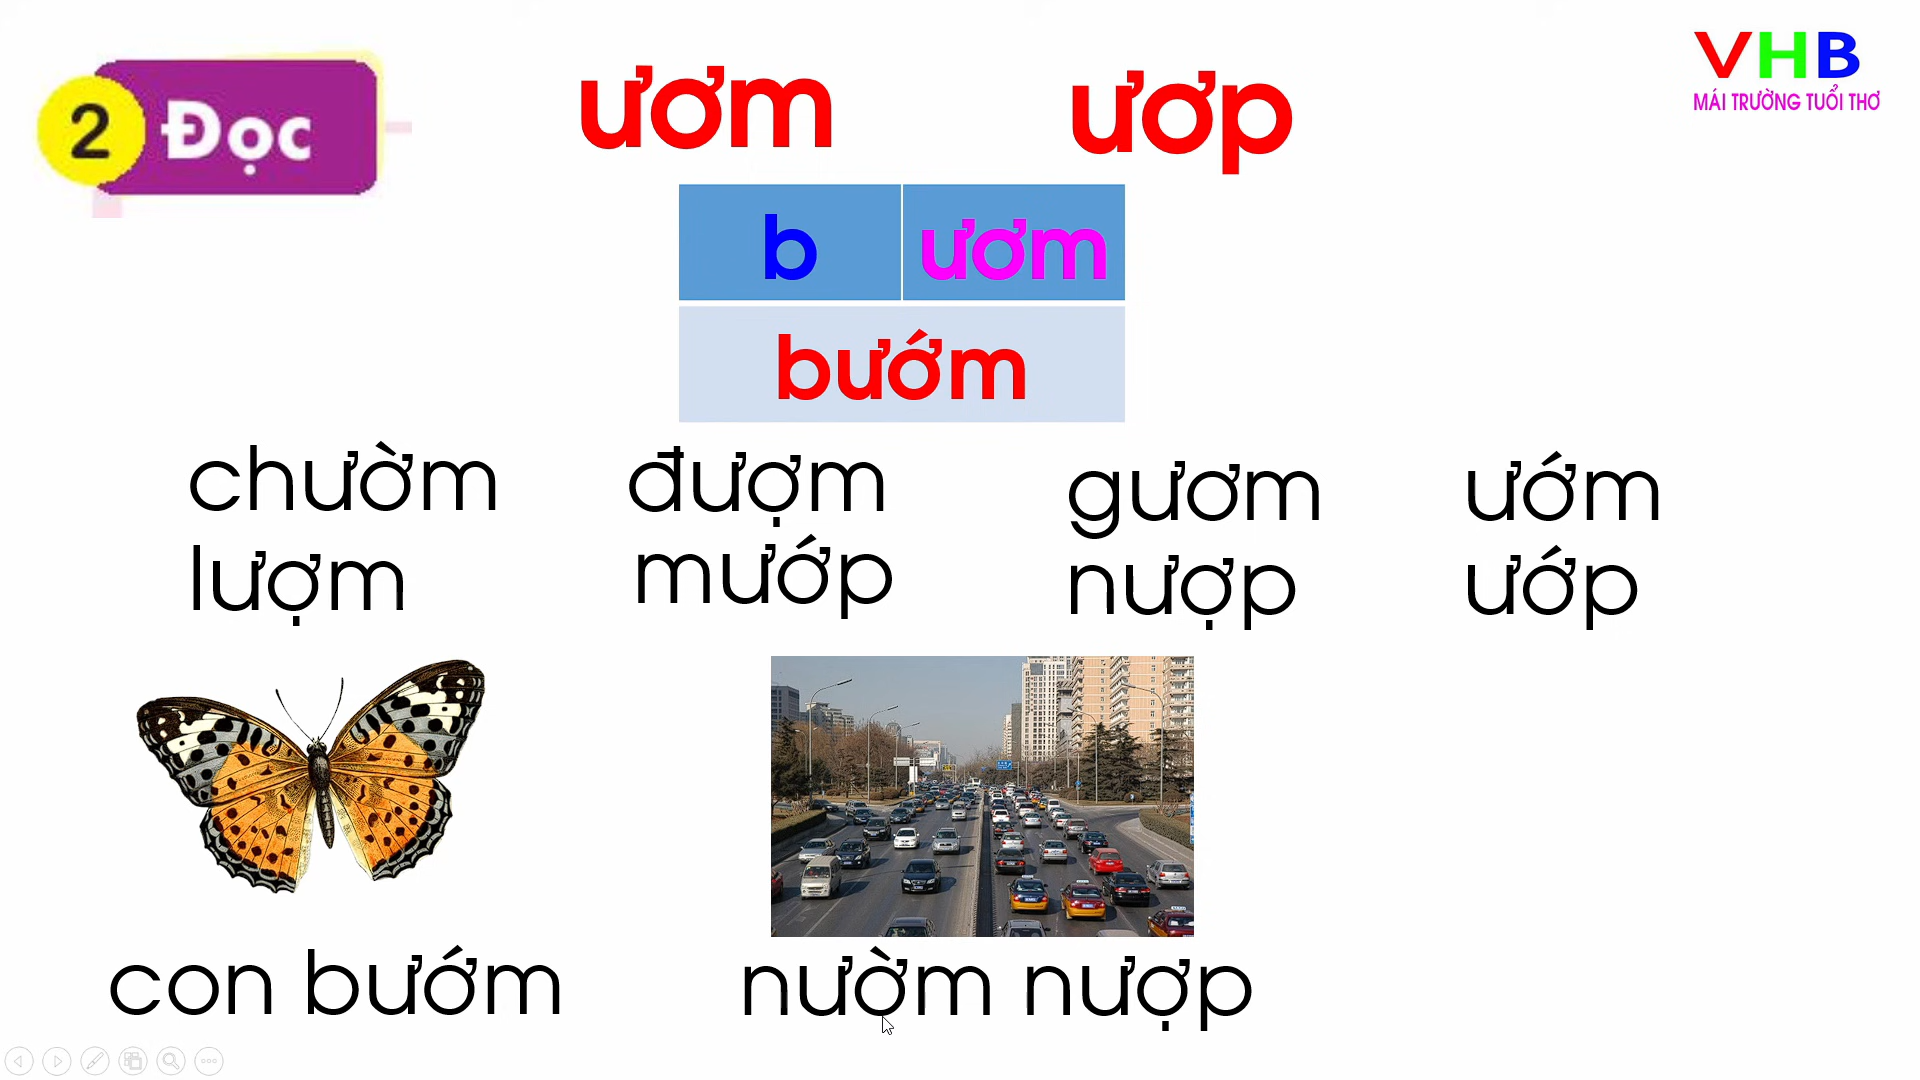 2 Đọc
ươm ươp
VHB
MÁI TRƯỜNG TUỔI THƠ
b ươm
bướm
chườm đượm gươm ướm
lượm mướp nượp ướp
con bướm nườm nượp